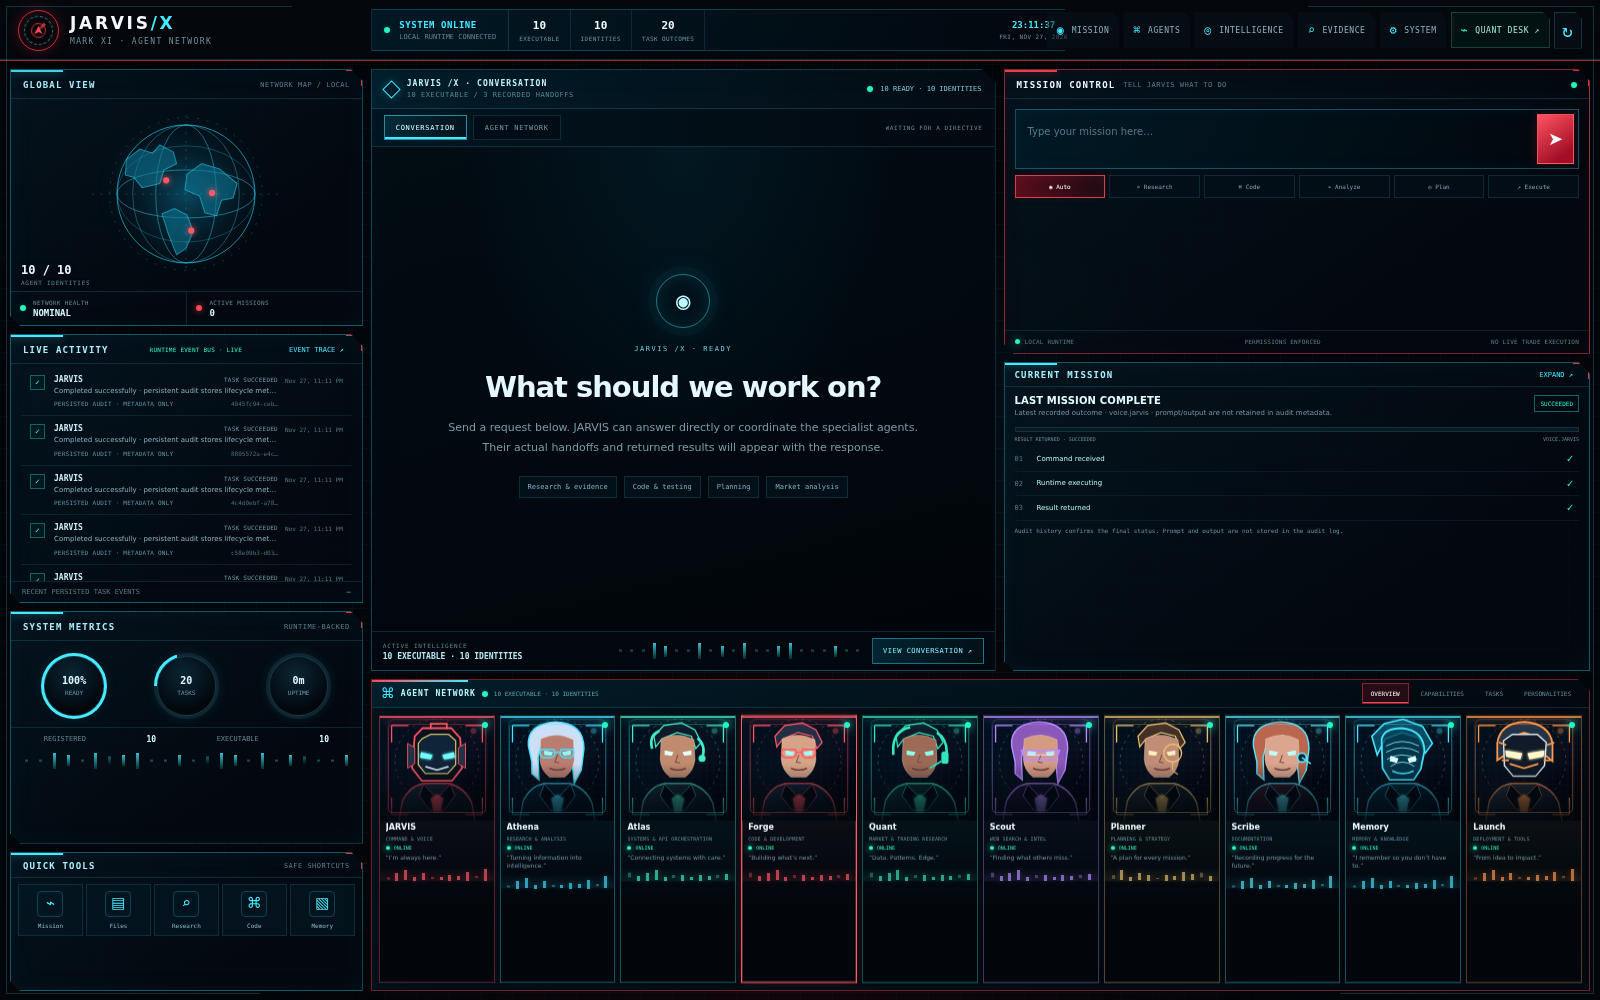 JARVIS/X
MARK XI · AGENT NETWORK
SYSTEM ONLINE
LOCAL RUNTIME CONNECTED
10
EXECUTABLE
10
IDENTITIES
20
TASK OUTCOMES
23:11:37
FRI, NOV 27,
MISSION
AGENTS
INTELLIGENCE
EVIDENCE
SYSTEM
QUANT DESK ↗
GLOBAL VIEW
NETWORK MAP / LOCAL
10 / 10
AGENT IDENTITIES
NETWORK HEALTH
NOMINAL
ACTIVE MISSIONS
0
LIVE ACTIVITY
RUNTIME EVENT BUS · LIVE
EVENT TRACE ↗
JARVIS
TASK SUCCEEDED
Nov 27, 11:11 PM
Completed successfully · persistent audit stores lifecycle met…
PERSISTED AUDIT · METADATA ONLY
JARVIS
TASK SUCCEEDED
Nov 27, 11:11 PM
Completed successfully · persistent audit stores lifecycle met…
PERSISTED AUDIT · METADATA ONLY
JARVIS
TASK SUCCEEDED
Nov 27, 11:11 PM
Completed successfully · persistent audit stores lifecycle met…
PERSISTED AUDIT · METADATA ONLY
JARVIS
TASK SUCCEEDED
Nov 27, 11:11 PM
Completed successfully · persistent audit stores lifecycle met…
PERSISTED AUDIT · METADATA ONLY
JARVIS
TASK SUCCEEDED
Nov 27, 11:11 PM
RECENT PERSISTED TASK EVENTS
SYSTEM METRICS
RUNTIME-BACKED
100%
READY
20
TASKS
0m
UPTIME
REGISTERED
10
EXECUTABLE
10
QUICK TOOLS
SAFE SHORTCUTS
Mission
Files
Research
Code
Memory
JARVIS /X · CONVERSATION
10 EXECUTABLE / 3 RECORDED HANDOFFS
10 READY · 10 IDENTITIES
CONVERSATION
AGENT NETWORK
WAITING FOR A DIRECTIVE
JARVIS /X · READY
What should we work on?
Send a request below. JARVIS can answer directly or coordinate the specialist agents.
Their actual handoffs and returned results will appear with the response.
Research & evidence
Code & testing
Planning
Market analysis
ACTIVE INTELLIGENCE
10 EXECUTABLE · 10 IDENTITIES
VIEW CONVERSATION ↗
MISSION CONTROL
TELL JARVIS WHAT TO DO
Type your mission here...
Auto
Research
Code
Analyze
Plan
Execute
LOCAL RUNTIME
PERMISSIONS ENFORCED
NO LIVE TRADE EXECUTION
CURRENT MISSION
EXPAND ↗
LAST MISSION COMPLETE
Latest recorded outcome · voice.jarvis · prompt/output are not retained in audit metadata.
SUCCEEDED
RESULT RETURNED · SUCCEEDED
VOICE.JARVIS
01 Command received ✓
02 Runtime executing ✓
03 Result returned ✓
Audit history confirms the final status. Prompt and output are not stored in the audit log.
AGENT NETWORK
10 EXECUTABLE · 10 IDENTITIES
OVERVIEW
CAPABILITIES
TASKS
PERSONALITIES
JARVIS
COMMAND & VOICE
ONLINE
"I'm always here."
Athena
RESEARCH & ANALYSIS
ONLINE
"Turning information into
intelligence."
Atlas
SYSTEMS & API ORCHESTRATION
ONLINE
"Connecting systems with care."
Forge
CODE & DEVELOPMENT
ONLINE
"Building what's next."
Quant
MARKET & TRADING RESEARCH
ONLINE
"Data. Patterns. Edge."
Scout
WEB SEARCH & INTEL
ONLINE
"Finding what others miss."
Planner
PLANNING & STRATEGY
ONLINE
"A plan for every mission."
Scribe
DOCUMENTATION
ONLINE
"Recording progress for the
future."
Memory
MEMORY & KNOWLEDGE
ONLINE
"I remember so you don't have
to."
Launch
DEPLOYMENT & TOOLS
ONLINE
"From idea to impact."